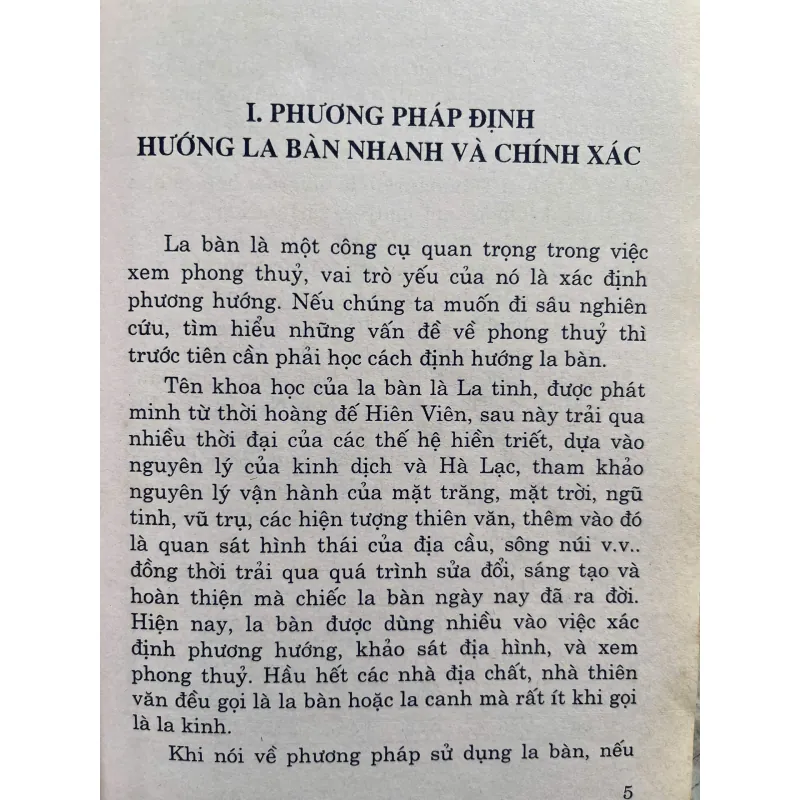 I. PHƯƠNG PHÁP ĐỊNH
HƯỚNG LA BÀN NHANH VÀ CHÍNH XÁC
La bàn là một công cụ quan trọng trong việc
xem phong thuỷ, vai trò yếu của nó là xác định
phương hướng. Nếu chúng ta muốn đi sâu nghiên
cứu, tìm hiểu những vấn đề về phong thuỷ thì
trước tiên cần phải học cách định hướng la bàn.
Tên khoa học của la bàn là La tinh, được phát
minh từ thời hoàng đế Hiên Viên, sau này trải qua
nhiều thời đại của các thế hệ hiền triết, dựa vào
nguyên lý của kinh dịch và Hà Lạc, tham khảo
nguyên lý vận hành của mặt trăng, mặt trời, ngũ
tinh, vũ trụ, các hiện tượng thiên văn, thêm vào đó
là quan sát hình thái của địa cầu, sông núi v.v..
đồng thời trải qua quá trình sửa đổi, sáng tạo và
hoàn thiện mà chiếc la bàn ngày nay đã ra đời.
Hiện nay, la bàn được dùng nhiều vào việc xác
định phương hướng, khảo sát địa hình, và xem
phong thuỷ. Hầu hết các nhà địa chất, nhà thiên
văn đều gọi là la bàn hoặc la canh mà rất ít khi gọi
là la kinh.
Khi nói về phương pháp sử dụng la bàn, nếu
5